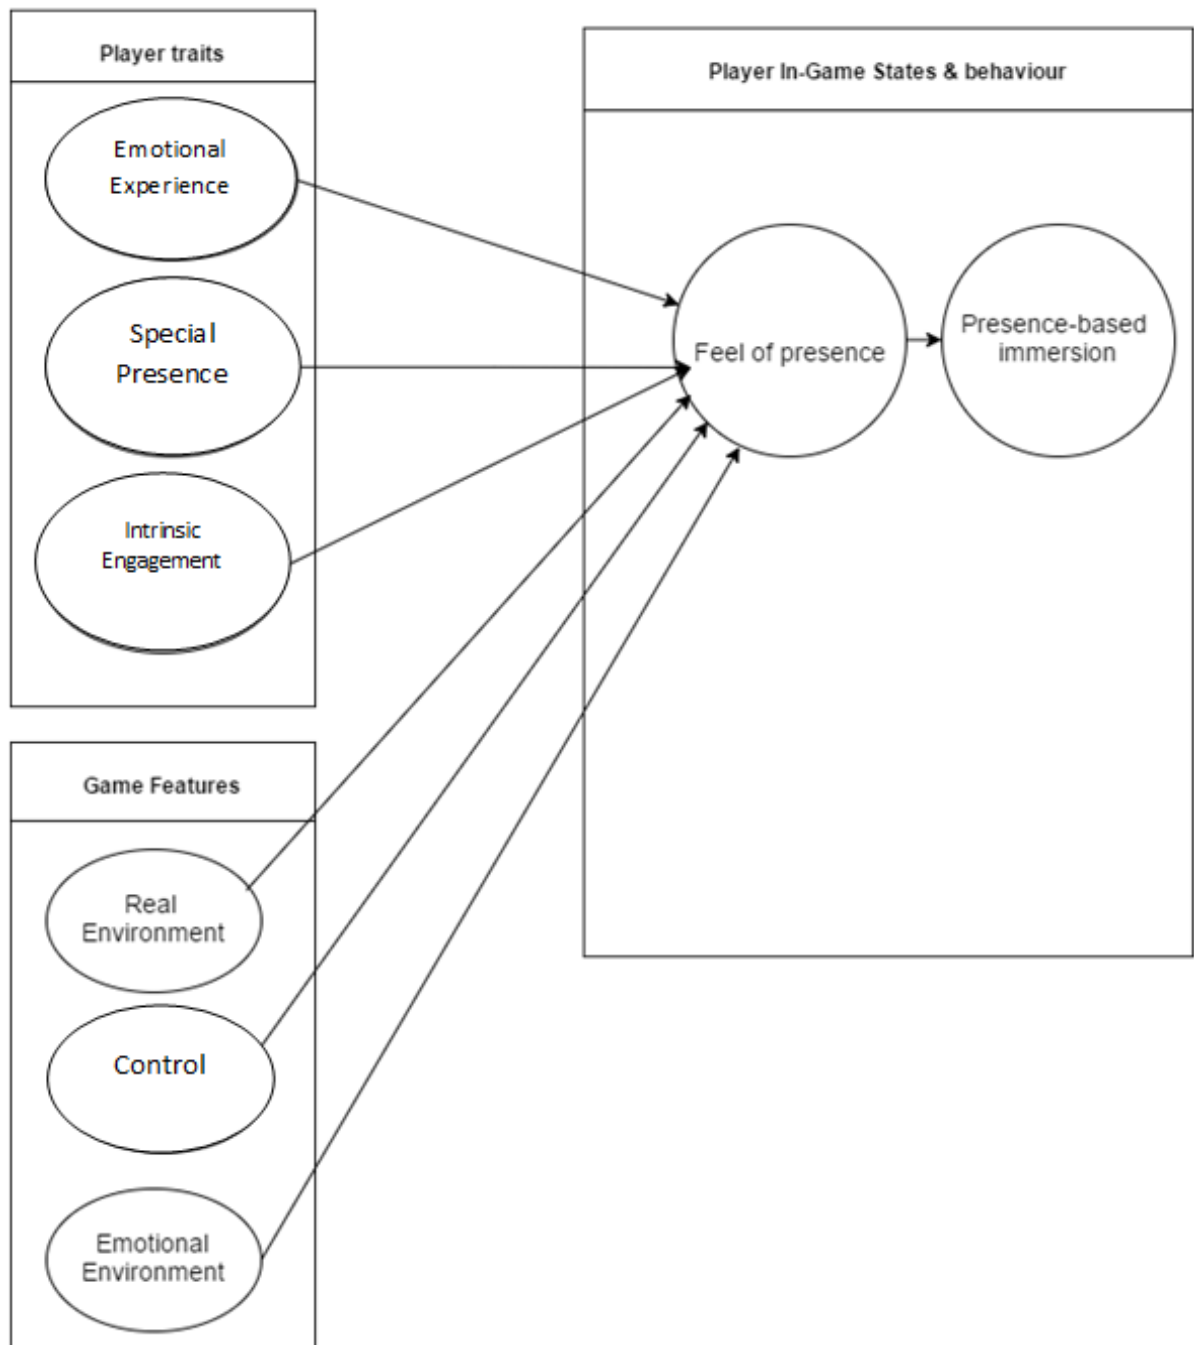 Player traits
Emotional
Experience
Special
Presence
Intrinsic
Engagement
Game Features
Real
Environment
Control
Emotional
Environment
Player In-Game States & behaviour
Feel of presence
Presence-based
immersion